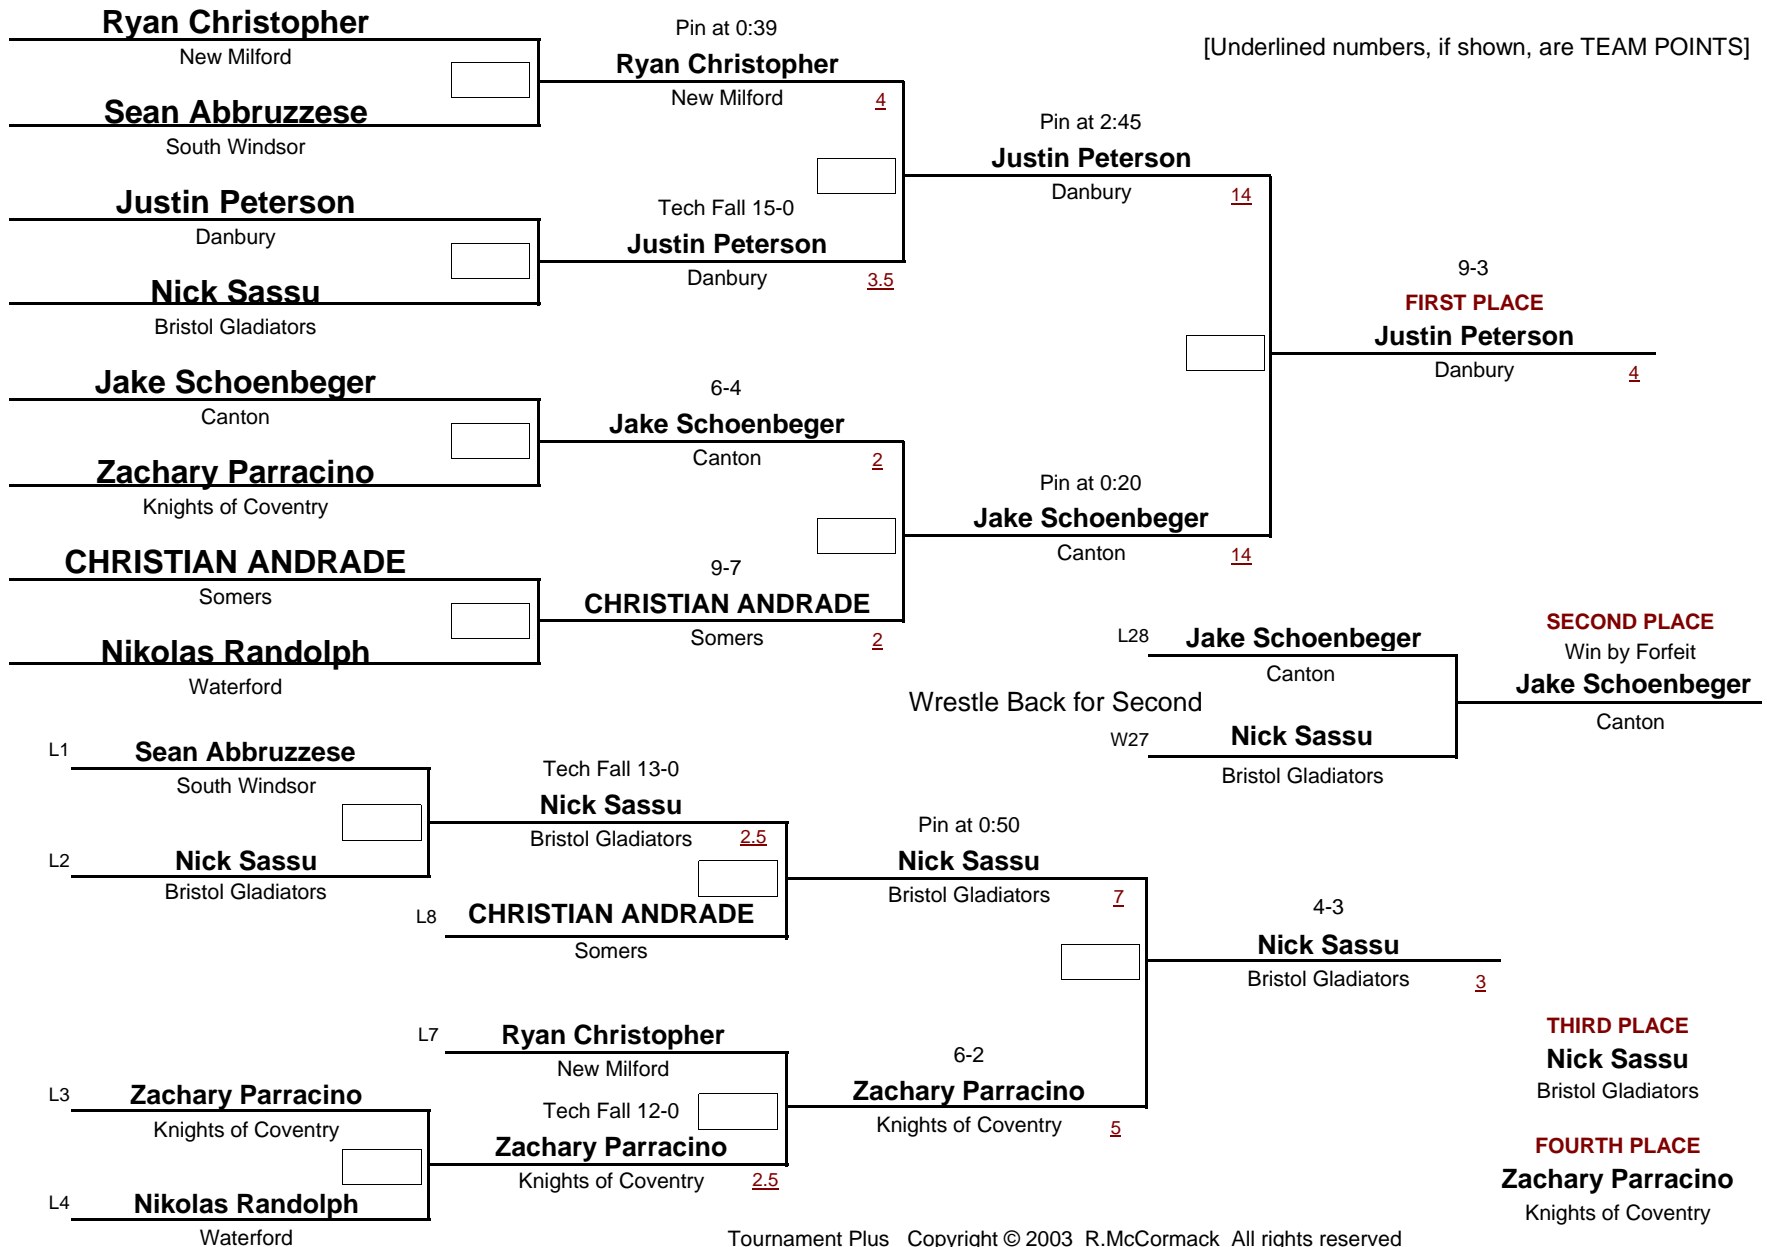 Ryan Christopher
New Milford
Sean Abbruzzese
South Windsor
Justin Peterson
Danbury
Nick Sassu
Bristol Gladiators
Jake Schoenbeger
Canton
Zachary Parracino
Knights of Coventry
CHRISTIAN ANDRADE
Somers
Nikolas Randolph
Waterford
Pin at 0:39
Ryan Christopher
New Milford 4
Tech Fall 15-0
Justin Peterson
Danbury 3.5
6-4
Jake Schoenbeger
Canton 2
9-7
CHRISTIAN ANDRADE
Somers 2
[Underlined numbers, if shown, are TEAM POINTS]
Pin at 2:45
Justin Peterson
Danbury 14
Pin at 0:20
Jake Schoenbeger
Canton 14
9-3
FIRST PLACE
Justin Peterson
Danbury 4
L28 Jake Schoenbeger
Canton
Wrestle Back for Second
W27 Nick Sassu
Bristol Gladiators
SECOND PLACE
Win by Forfeit
Jake Schoenbeger
Canton
L1 Sean Abbruzzese
South Windsor
L2 Nick Sassu
Bristol Gladiators
Tech Fall 13-0
Nick Sassu
Bristol Gladiators 2.5
L8 CHRISTIAN ANDRADE
Somers
Pin at 0:50
Nick Sassu
Bristol Gladiators 7
L7 Ryan Christopher
New Milford
L3 Zachary Parracino
Knights of Coventry
L4 Nikolas Randolph
Waterford
Tech Fall 12-0
Zachary Parracino
Knights of Coventry 2.5
6-2
Zachary Parracino
Knights of Coventry 5
4-3
Nick Sassu
Bristol Gladiators 3
THIRD PLACE
Nick Sassu
Bristol Gladiators
FOURTH PLACE
Zachary Parracino
Knights of Coventry
Tournament Plus Copyright © 2003 R.McCormack All rights reserved